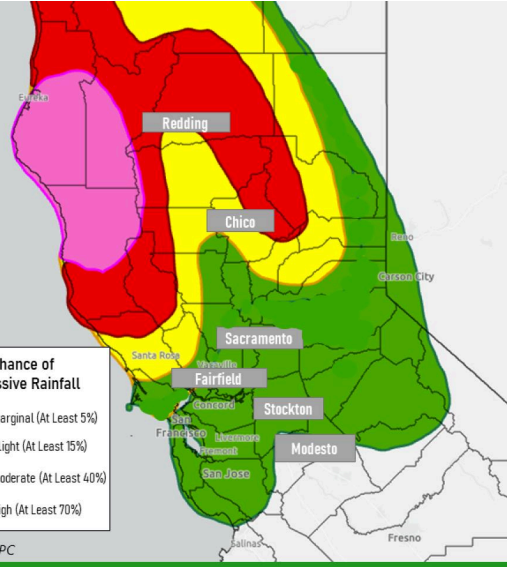 Eureka
Redding
Chico
Reno
Carson City
Sacramento
Santa Rosa
Vacaville
Fairfield
Concord
Stockton
San
Francisco
Livermore
Fremont
Modesto
San Jose
Salinas
Fresno
hance of
ssive Rainfall
arginal (At Least 5%)
light (At Least 15%)
oderate (At Least 40%)
igh (At Least 70%)
PC